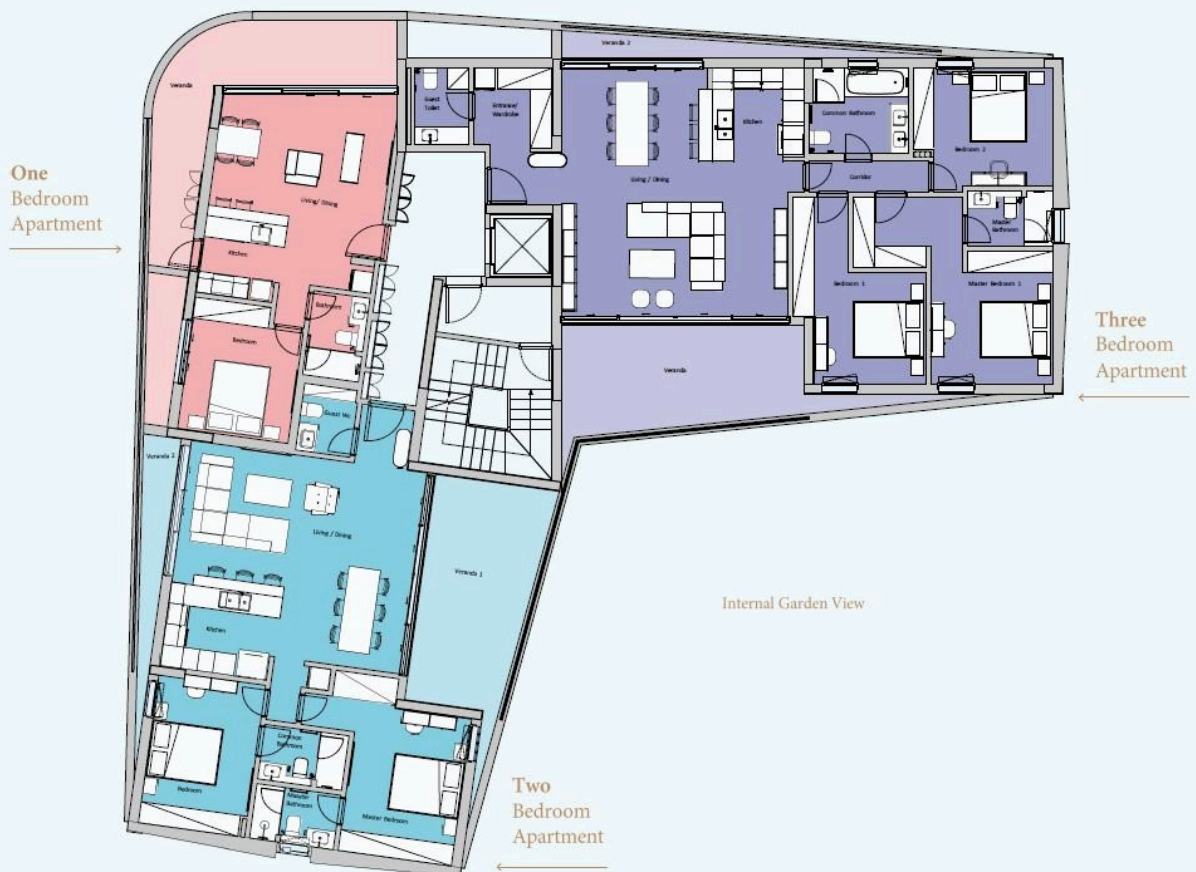 Veranda 2
Veranda
Guest
Toilet
Entrance/
Wardrobe
Kitchen
Common Bathroom
Bedroom 2
One
Bedroom
Apartment
Living/ Dining
Living / Dining
Corridor
Master
Bathroom
Kitchen
Bedroom 1
Master Bedroom 3
Bathroom
Bedroom
Three
Bedroom
Apartment
Veranda
Guest Wc
Veranda 2
Living / Dining
Veranda 1
Internal Garden View
Kitchen
Common
Bathroom
Bedroom
Master
Bathroom
Master Bedroom
Two
Bedroom
Apartment